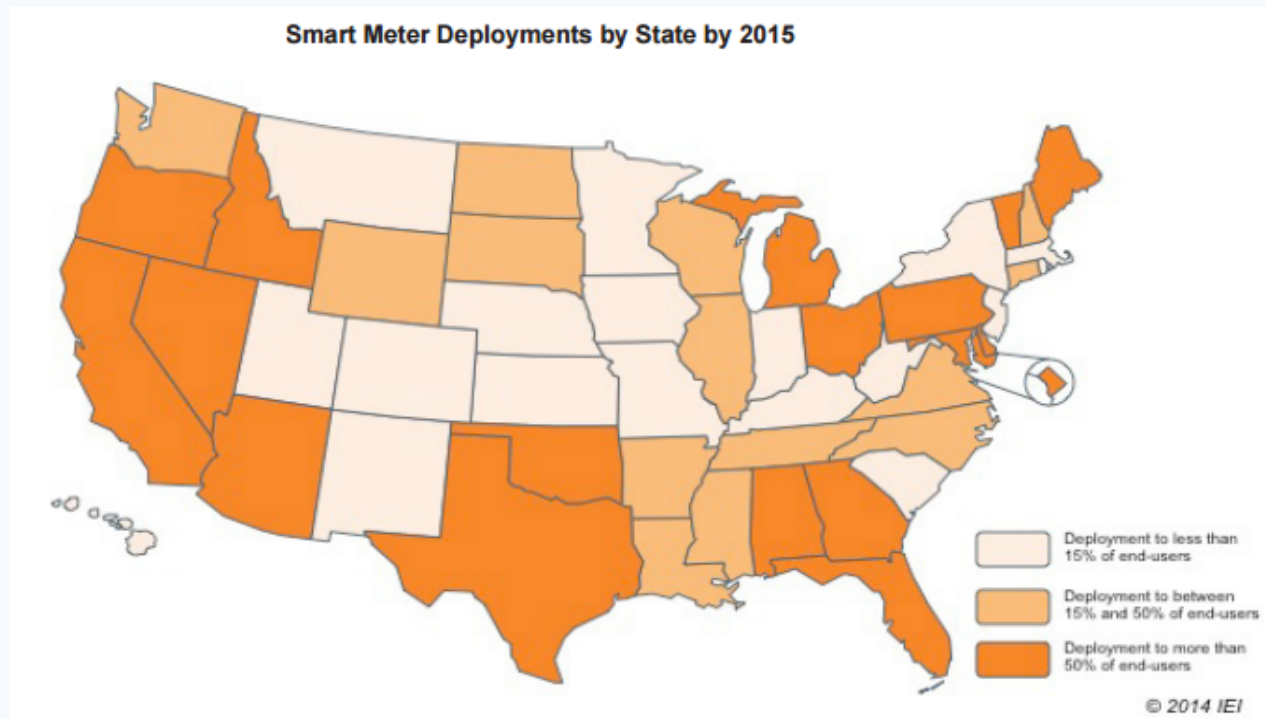 Smart Meter Deployments by State by 2015
Deployment to less than
15% of end-users
Deployment to between
15% and 50% of end-users
Deployment to more than
50% of end-users
© 2014 IEI